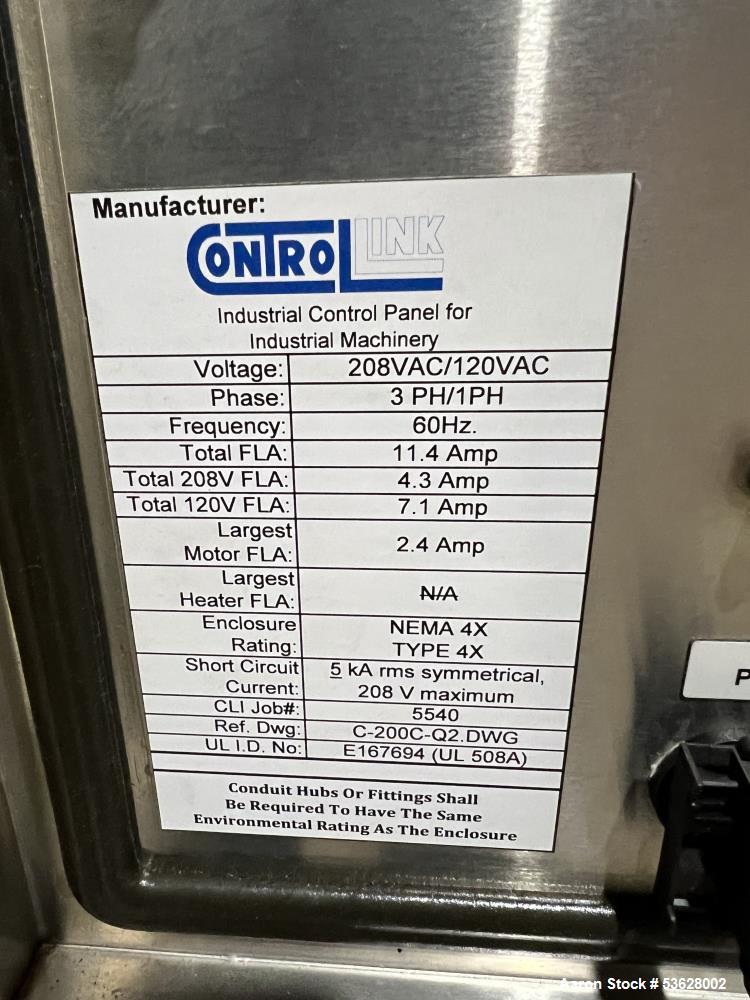 Manufacturer:
CONTROL LINK
Industrial Control Panel for
Industrial Machinery
Voltage: 208VAC/120VAC
Phase: 3 PH/1PH
Frequency: 60Hz.
Total FLA: 11.4 Amp
Total 208V FLA: 4.3 Amp
Total 120V FLA: 7.1 Amp
Largest
Motor FLA: 2.4 Amp
Largest
Heater FLA: N/A
Enclosure NEMA 4X
Rating: TYPE 4X
Short Circuit 5 kA rms symmetrical,
Current: 208 V maximum
CLI Job#: 5540
Ref. Dwg: C-200C-Q2.DWG
UL I.D. No: E167694 (UL 508A)
Conduit Hubs Or Fittings Shall
Be Required To Have The Same
Environmental Rating As The Enclosure
P
Aaron Stock # 53628002